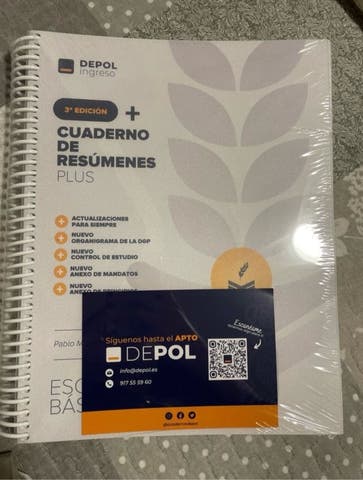 DEPOL
ingreso
3ª EDICIÓN +
CUADERNO
DE
RESÚMENES
PLUS
+ ACTUALIZACIONES
PARA SIEMPRE
+ NUEVO
ORGANIGRAMA DE LA DGP
+ NUEVO
CONTROL DE ESTUDIO
+ NUEVO
ANEXO DE MANDATOS
+ NUEVO
Pablo
Síguenos hasta el APTO
DEPOL
Escanéame
info@depol.es
917 55 59 60